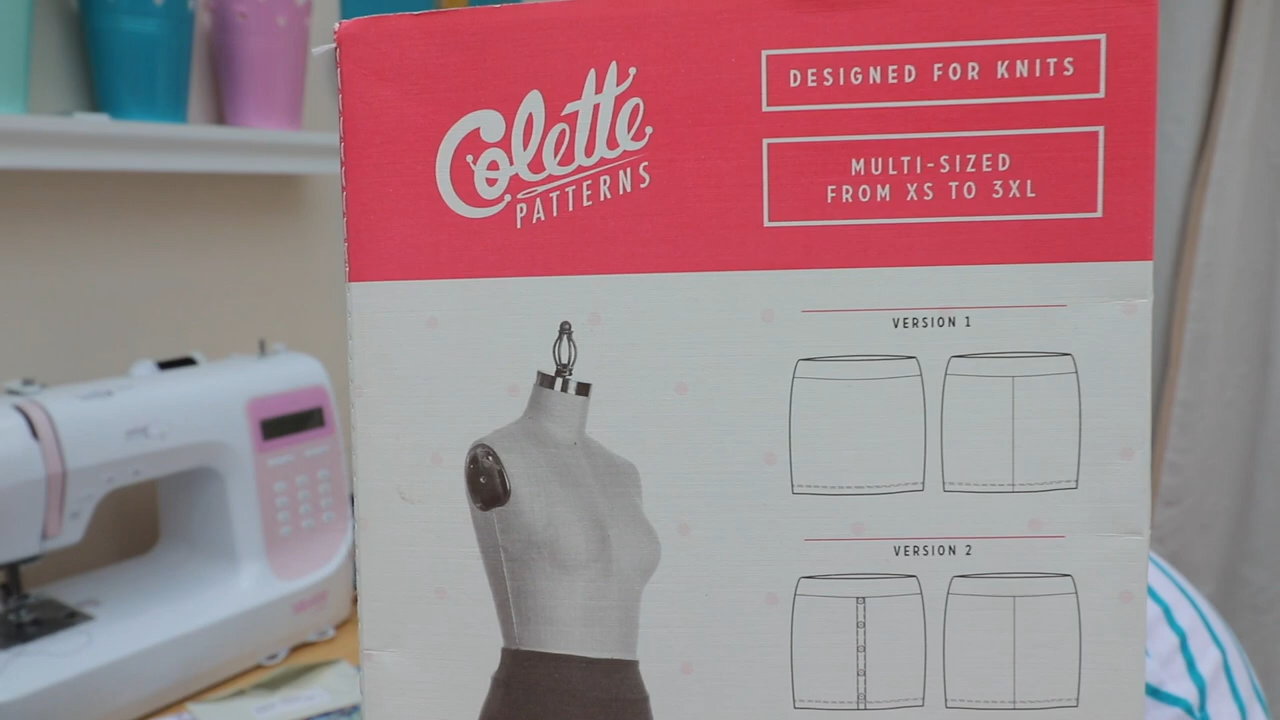 Colette
PATTERNS
DESIGNED FOR KNITS
MULTI-SIZED
FROM XS TO 3XL
VERSION 1
VERSION 2